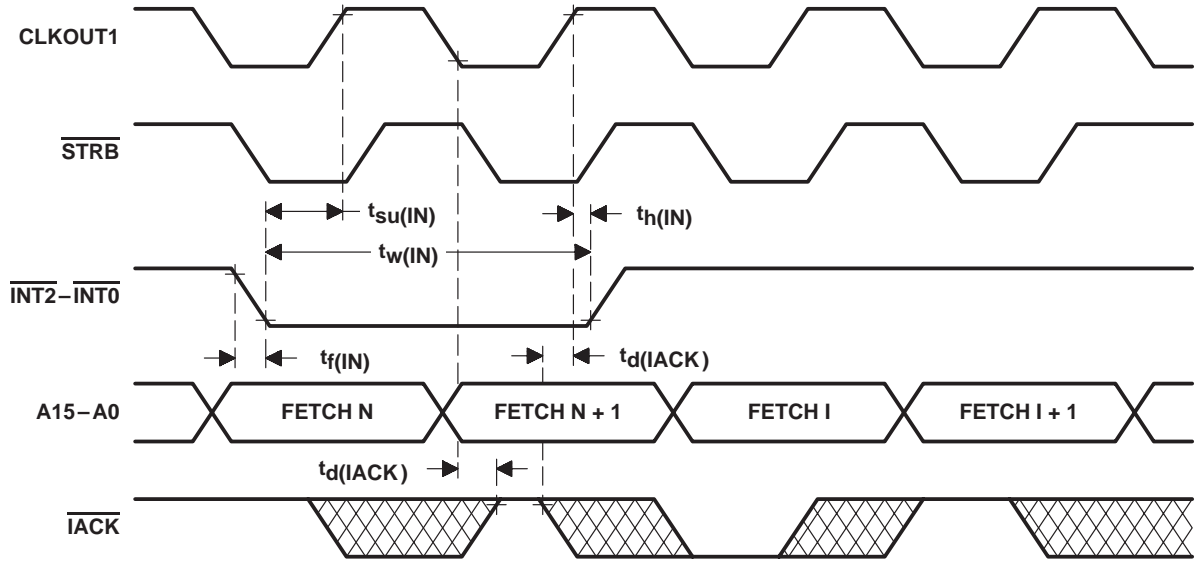 CLKOUT1
STRB
tsu(IN)
th(IN)
tw(IN)
INT2–INT0
tf(IN)
td(IACK)
A15–A0
FETCH N
FETCH N + 1
FETCH I
FETCH I + 1
td(IACK)
IACK